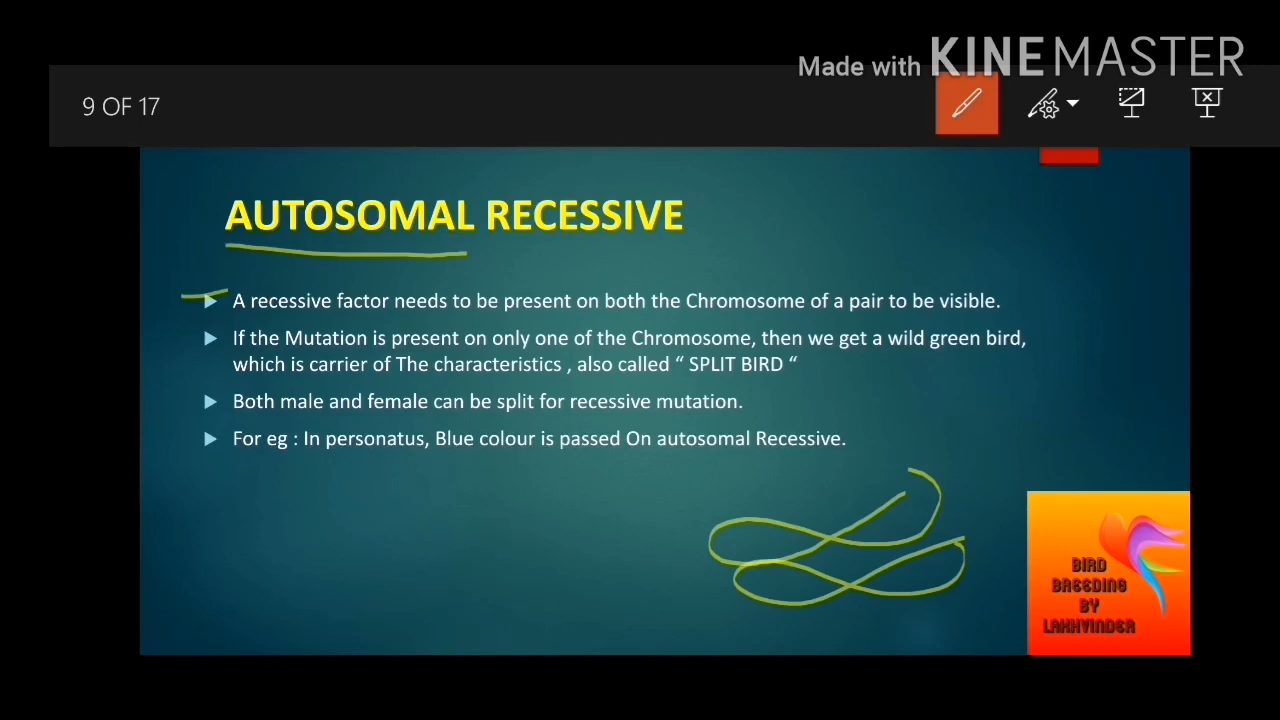 Made with KINEMASTER
9 OF 17
AUTOSOMAL RECESSIVE
A recessive factor needs to be present on both the Chromosome of a pair to be visible.
If the Mutation is present on only one of the Chromosome, then we get a wild green bird,
which is carrier of The characteristics , also called “ SPLIT BIRD “
Both male and female can be split for recessive mutation.
For eg : In personatus, Blue colour is passed On autosomal Recessive.
BIRD
BREEDING
BY
LAKHVINDER